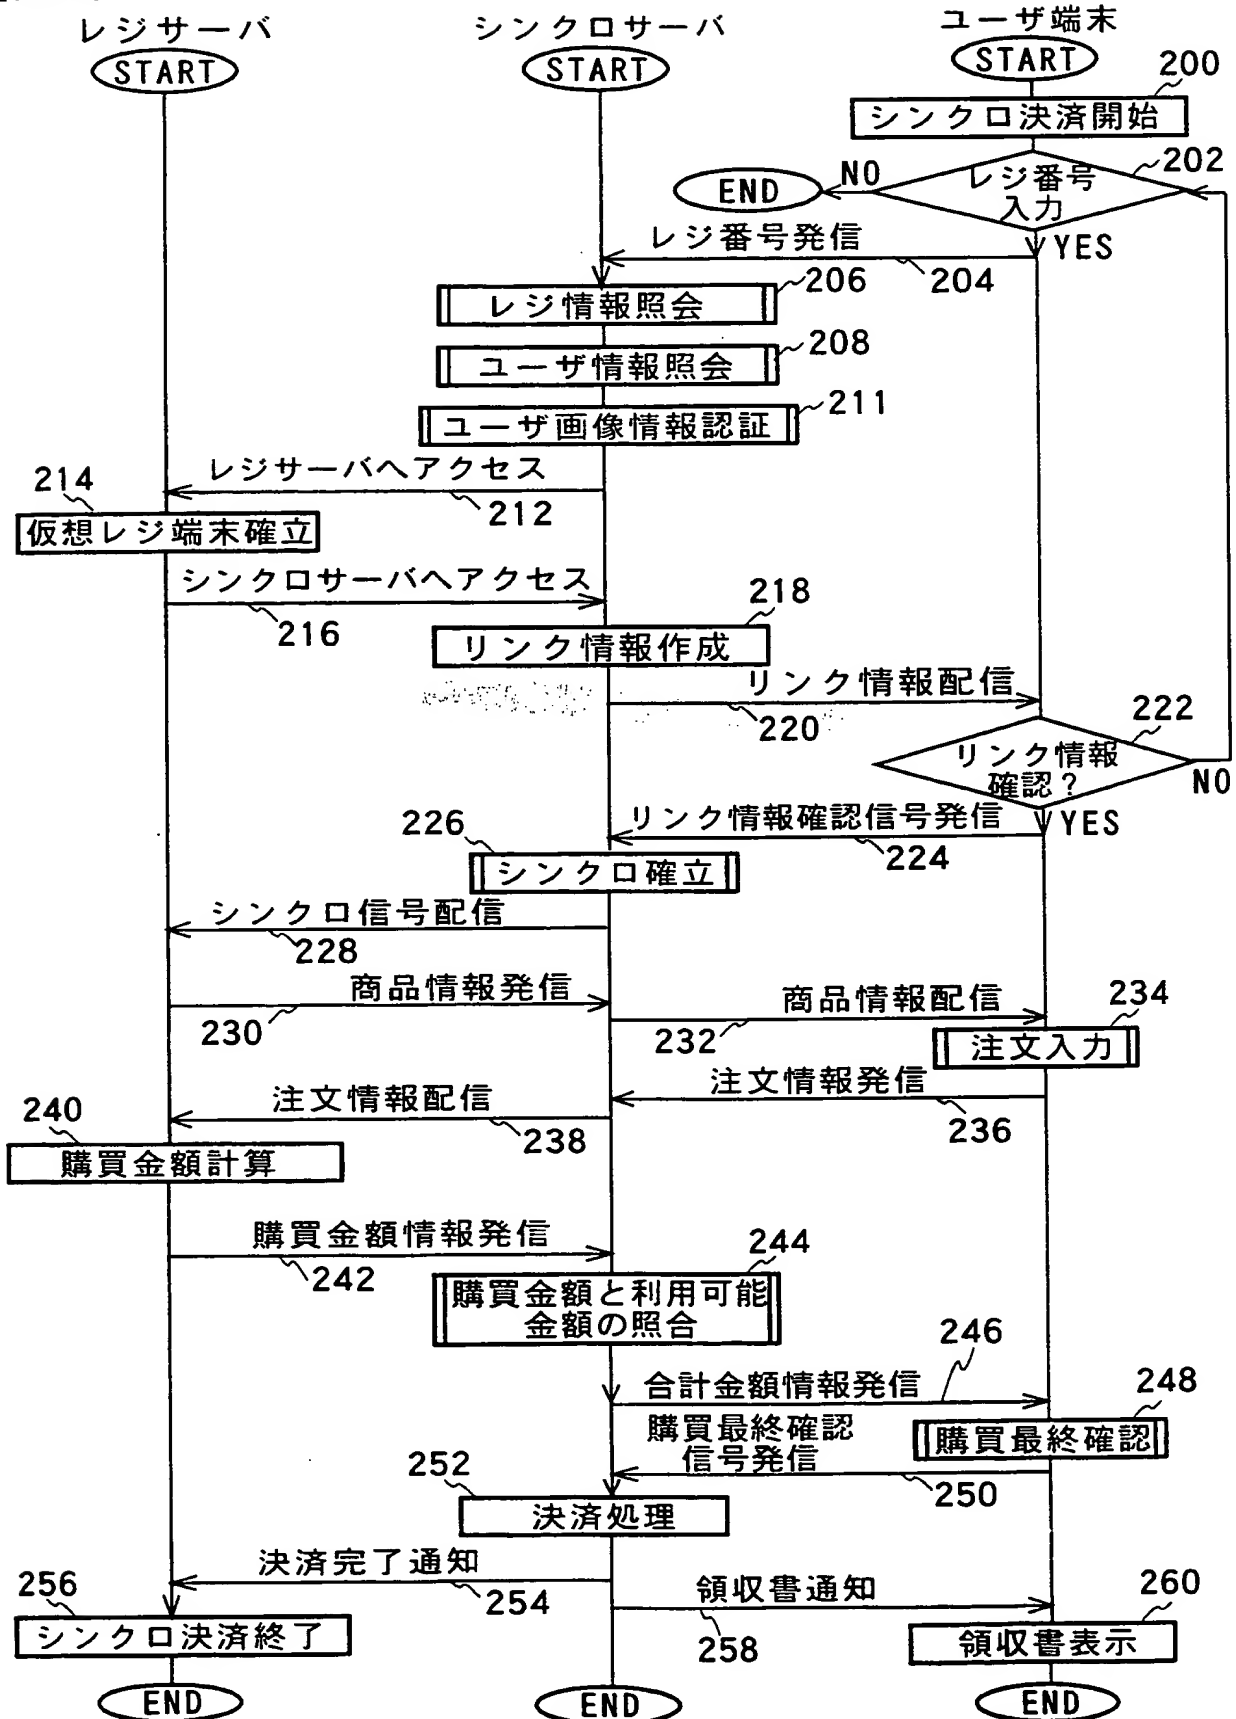 レジサーバ
シンクロサーバ
ユーザ端末
START
START
START
200
シンクロ決済開始
202
レジ番号
入力
NO
END
YES
レジ番号発信
204
206
レジ情報照会
208
ユーザ情報照会
211
ユーザ画像情報認証
レジサーバへアクセス
212
214
仮想レジ端末確立
シンクロサーバへアクセス
216
218
リンク情報作成
リンク情報配信
220
222
リンク情報
確認?
NO
YES
リンク情報確認信号発信
224
226
シンクロ確立
シンクロ信号配信
228
商品情報発信
230
商品情報配信
232
234
注文入力
注文情報発信
236
注文情報配信
238
240
購買金額計算
購買金額情報発信
242
244
購買金額と利用可能
金額の照合
246
合計金額情報発信
248
購買最終確認
購買最終確認
信号発信
250
252
決済処理
決済完了通知
254
256
シンクロ決済終了
領収書通知
258
260
領収書表示
END
END
END